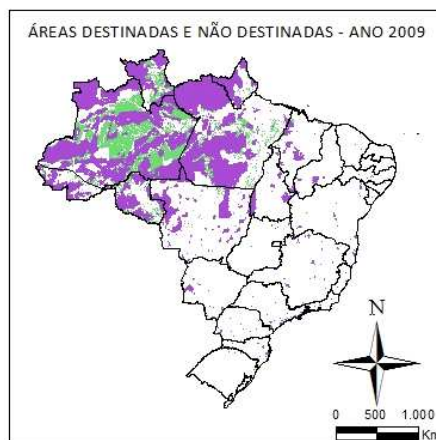 ÁREAS DESTINADAS E NÃO DESTINADAS - ANO 2009
N
0 500 1.000
Km